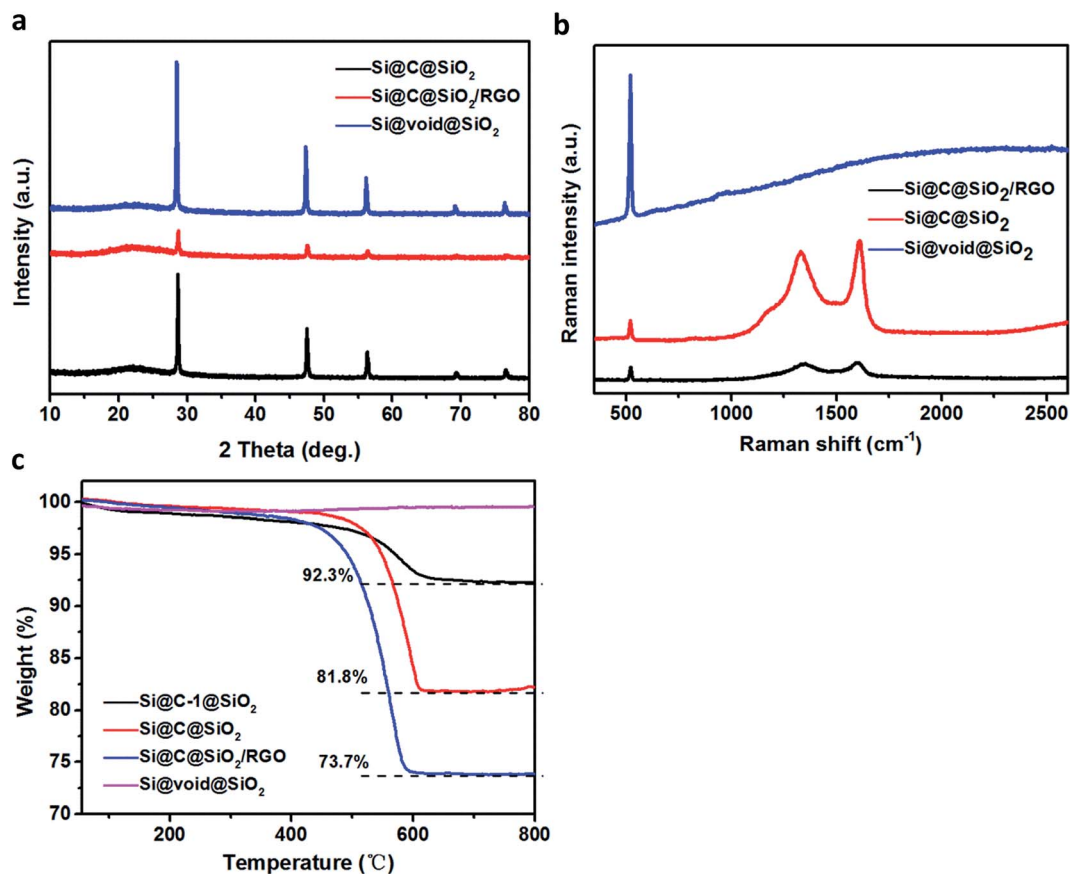 a
Si@C@SiO₂
Si@C@SiO₂/RGO
Si@void@SiO₂
Intensity (a.u.)
10 20 30 40 50 60 70 80
2 Theta (deg.)
b
Si@C@SiO₂/RGO
Si@C@SiO₂
Si@void@SiO₂
Raman intensity (a.u.)
500 1000 1500 2000 2500
Raman shift (cm⁻¹)
c
100
95
90
85
80
75
70
Weight (%)
92.3%
81.8%
73.7%
Si@C-1@SiO₂
Si@C@SiO₂
Si@C@SiO₂/RGO
Si@void@SiO₂
200 400 600 800
Temperature (℃)